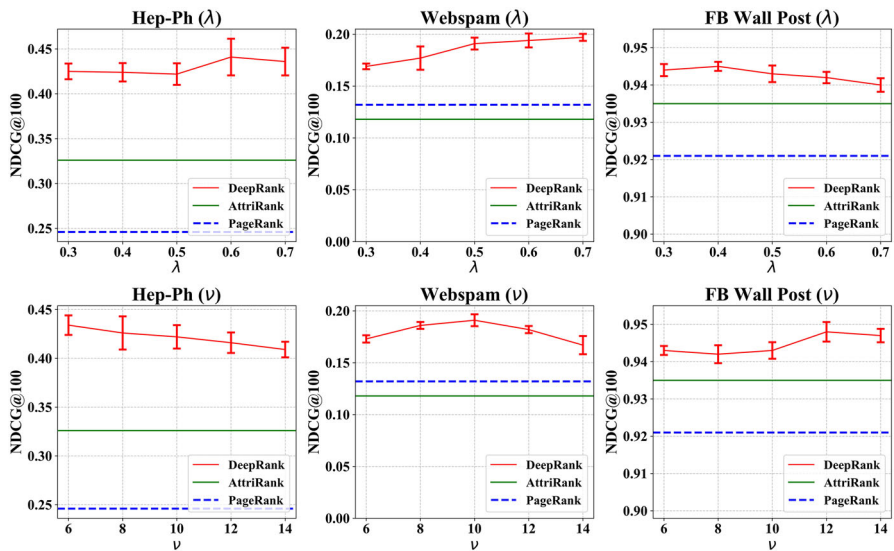 Hep-Ph (λ)
NDCG@100
0.45
0.40
0.35
0.30
0.25
DeepRank
AttriRank
PageRank
0.3 0.4 0.5 0.6 0.7
λ
Webspam (λ)
NDCG@100
0.20
0.15
0.10
0.05
0.00
DeepRank
AttriRank
PageRank
0.3 0.4 0.5 0.6 0.7
λ
FB Wall Post (λ)
NDCG@100
0.95
0.94
0.93
0.92
0.91
0.90
DeepRank
AttriRank
PageRank
0.3 0.4 0.5 0.6 0.7
λ
Hep-Ph (ν)
NDCG@100
0.45
0.40
0.35
0.30
0.25
DeepRank
AttriRank
PageRank
6 8 10 12 14
ν
Webspam (ν)
NDCG@100
0.20
0.15
0.10
0.05
0.00
DeepRank
AttriRank
PageRank
6 8 10 12 14
ν
FB Wall Post (ν)
NDCG@100
0.95
0.94
0.93
0.92
0.91
0.90
DeepRank
AttriRank
PageRank
6 8 10 12 14
ν